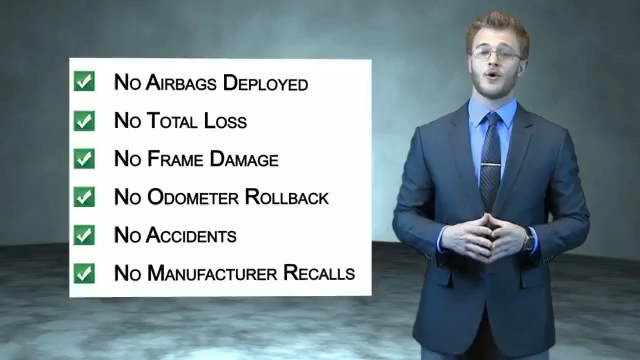 No Airbags Deployed
No Total Loss
No Frame Damage
No Odometer Rollback
No Accidents
No Manufacturer Recalls